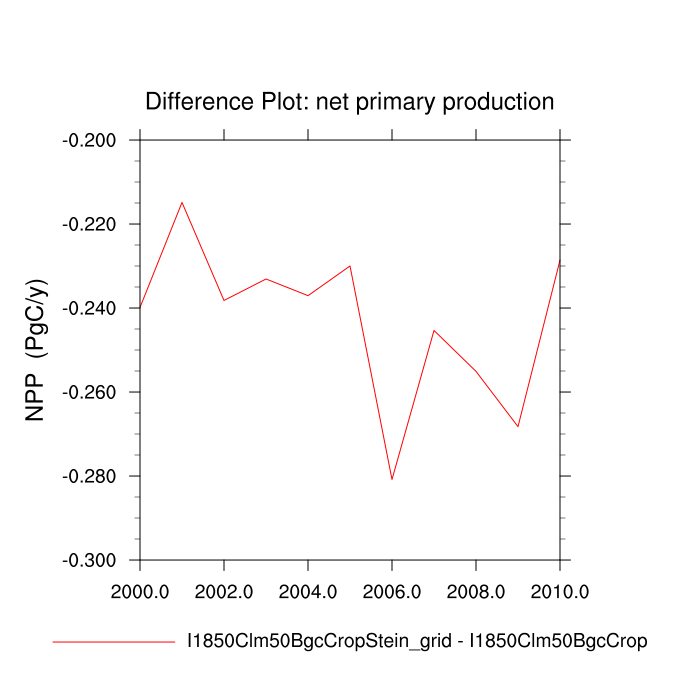 Difference Plot: net primary production
-0.200
-0.220
-0.240
-0.260
-0.280
-0.300
NPP (PgC/y)
2000.0 2002.0 2004.0 2006.0 2008.0 2010.0
I1850Clm50BgcCropStein_grid - I1850Clm50BgcCrop